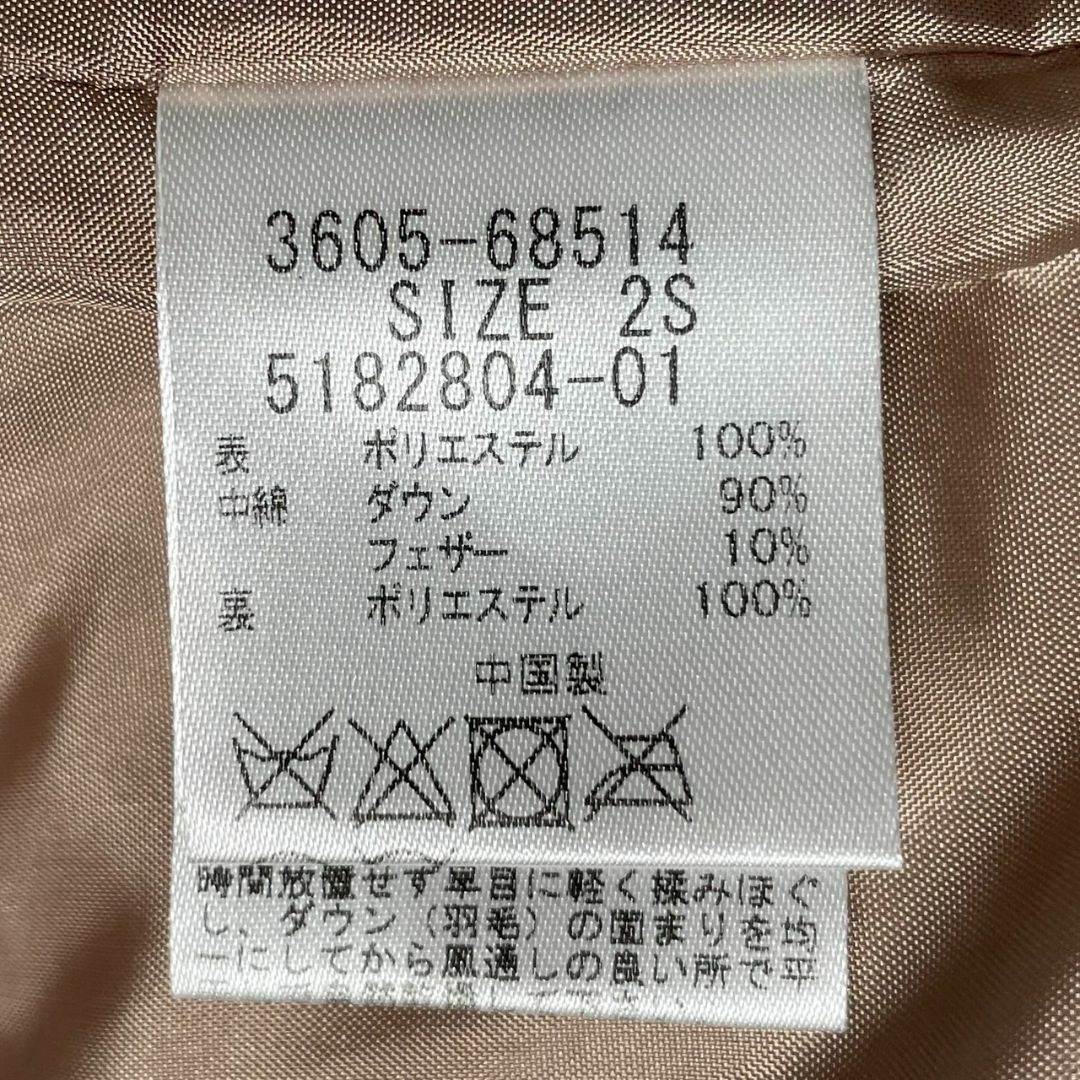 3605-68514
SIZE 2S
5182804-01
表 ポリエステル 100%
中綿 ダウン 90%
フェザー 10%
裏 ポリエステル 100%
中国製
時間放置せず早目に軽く揉みほぐ
し、ダウン（羽毛）の固まりを均
一にしてから風通しの良い所で平